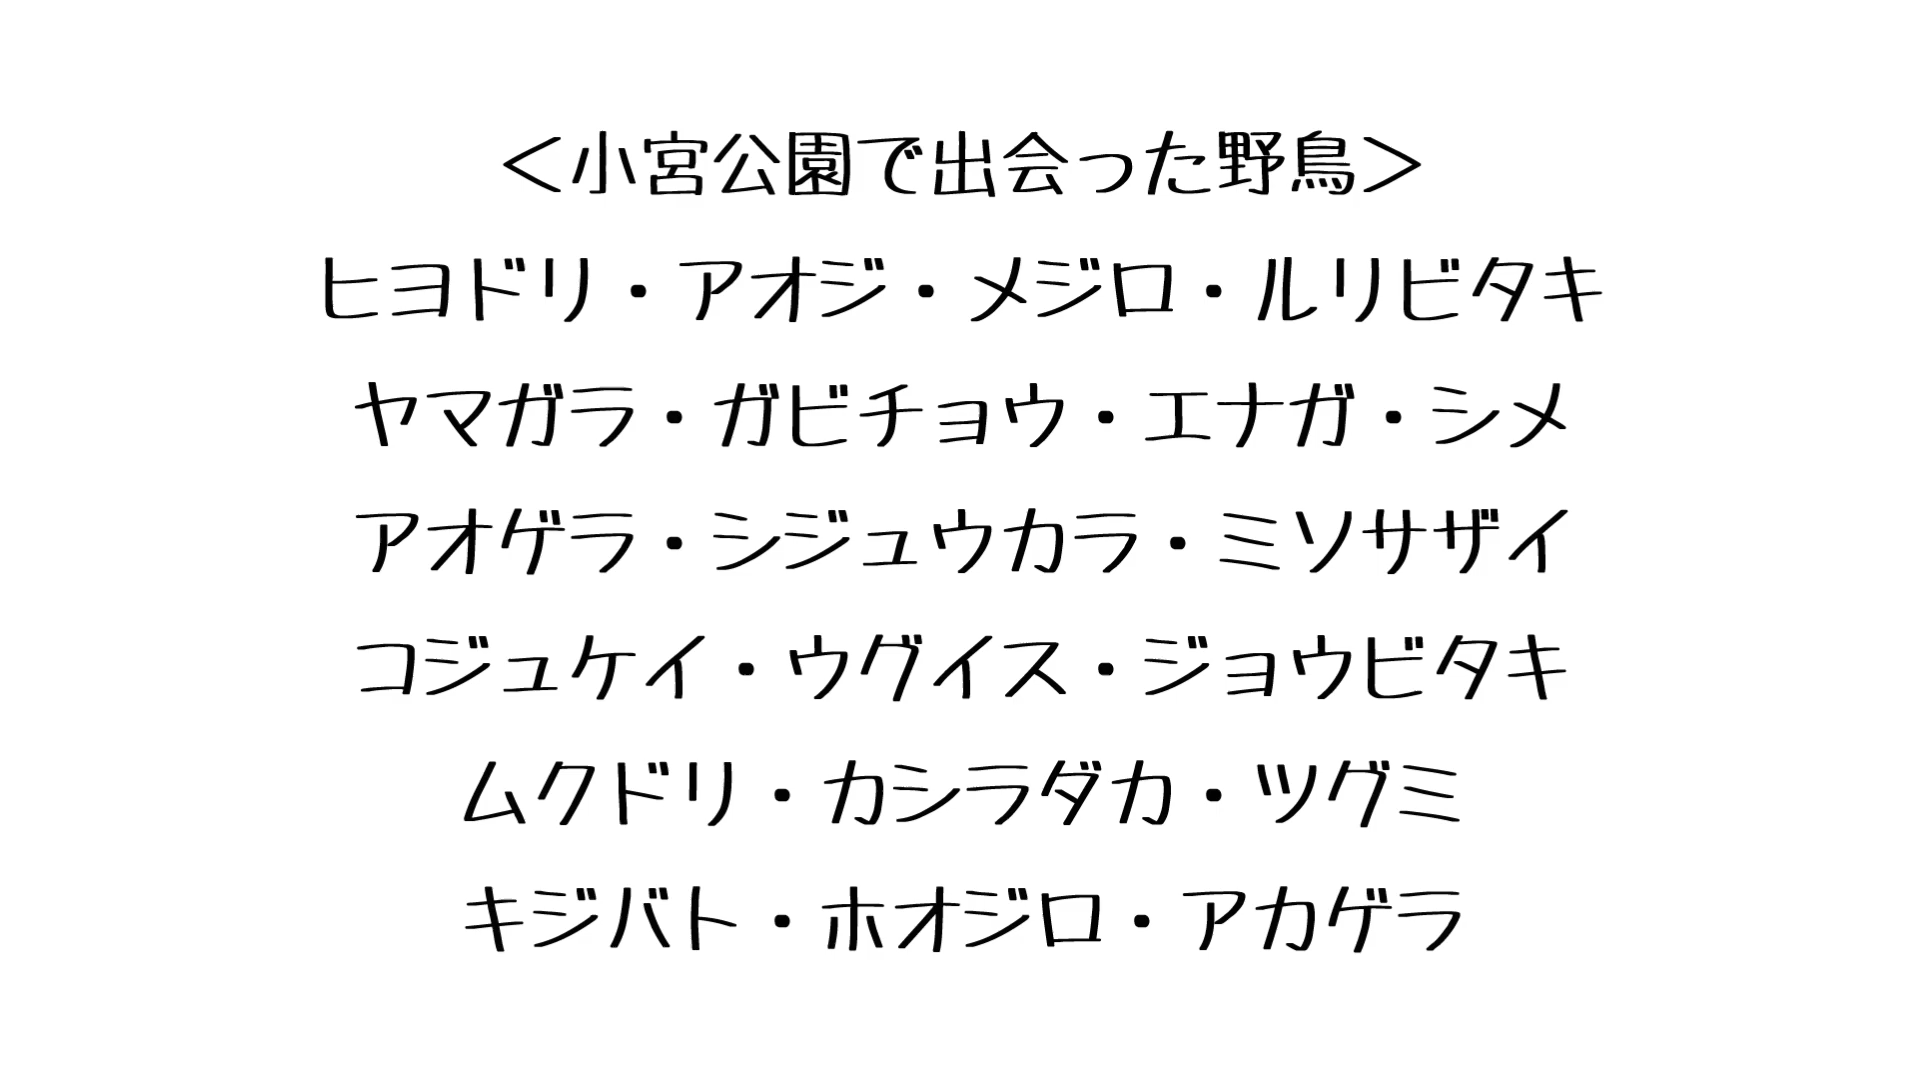 ＜小宮公園で出会った野鳥＞
ヒヨドリ・アオジ・メジロ・ルリビタキ
ヤマガラ・ガビチョウ・エナガ・シメ
アオゲラ・シジュウカラ・ミソサザイ
コジュケイ・ウグイス・ジョウビタキ
ムクドリ・カシラダカ・ツグミ
キジバト・ホオジロ・アカゲラ